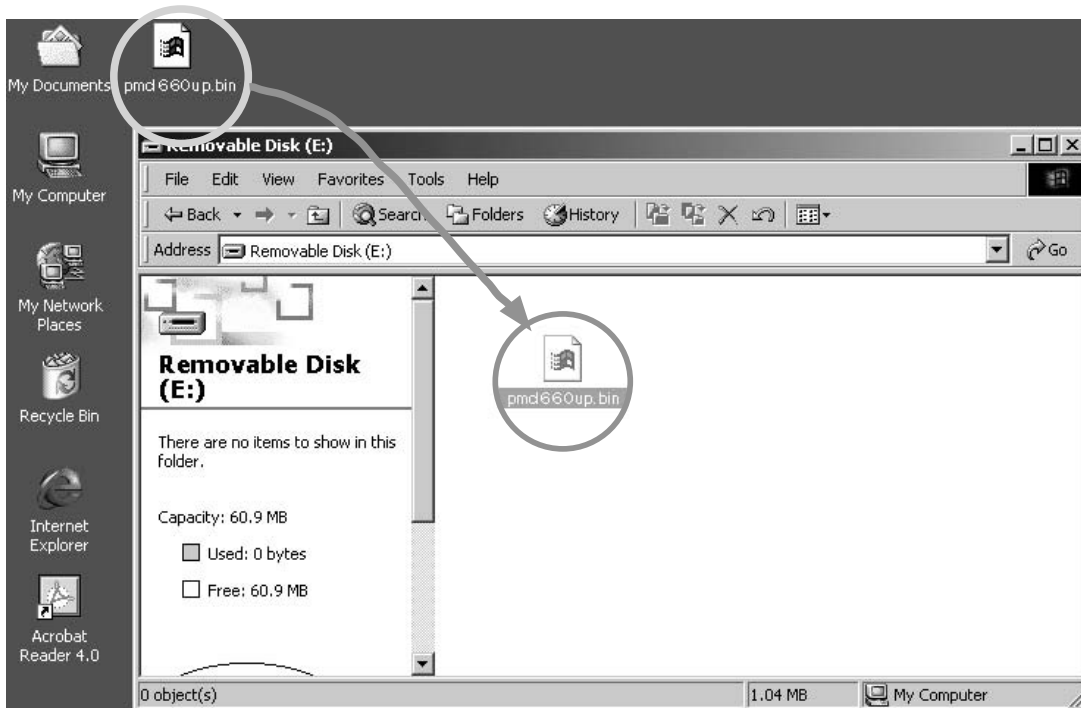 My Documents
pmd660up.bin
My Computer
My Network
Places
Recycle Bin
Internet
Explorer
Acrobat
Reader 4.0
Removable Disk (E:)
File Edit View Favorites Tools Help
Back Search Folders History
Address Removable Disk (E:) Go
Removable Disk
(E:)
There are no items to show in this
folder.
Capacity: 60.9 MB
Used: 0 bytes
Free: 60.9 MB
pmd660up.bin
0 object(s) 1.04 MB My Computer